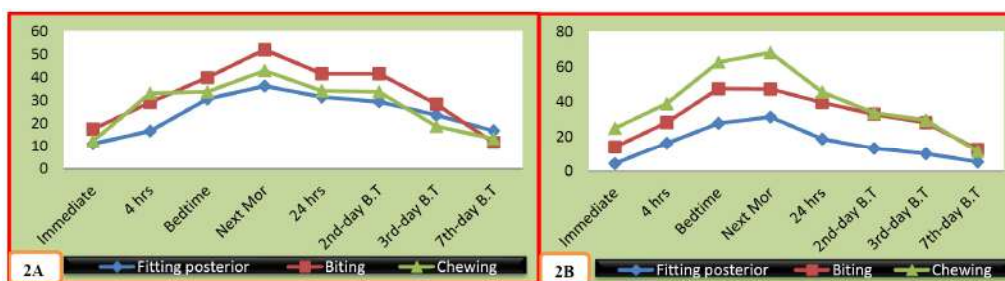 60
50
40
30
20
10
0
Immediate
4 hrs
Bedtime
Next Mor
24 hrs
2nd-day B.T
3rd-day B.T
7th-day B.T
2A
Fitting posterior Biting Chewing
80
60
40
20
0
Immediate
4 hrs
Bedtime
Next Mor
24 hrs
2nd-day B.T
3rd-day B.T
7th-day B.T
2B
Fitting posterior Biting Chewing